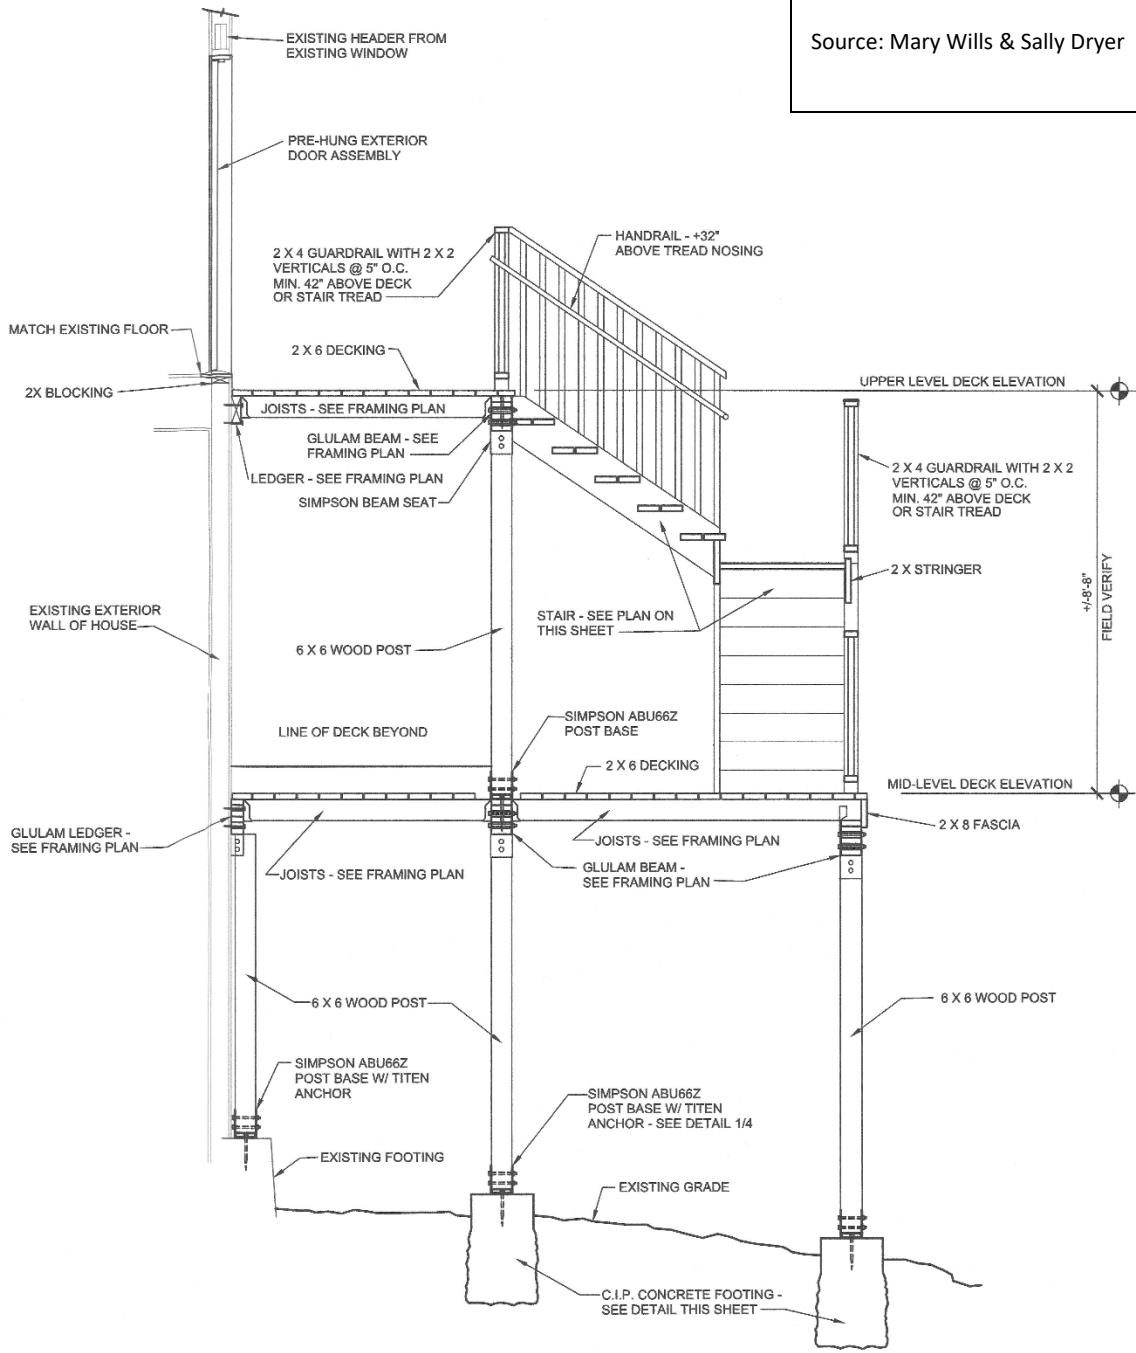 Source: Mary Wills & Sally Dryer
EXISTING HEADER FROM
EXISTING WINDOW
PRE-HUNG EXTERIOR
DOOR ASSEMBLY
2 X 4 GUARDRAIL WITH 2 X 2
VERTICALS @ 5" O.C.
MIN. 42" ABOVE DECK
OR STAIR TREAD
HANDRAIL - +32"
ABOVE TREAD NOSING
MATCH EXISTING FLOOR
2 X 6 DECKING
2X BLOCKING
UPPER LEVEL DECK ELEVATION
JOISTS - SEE FRAMING PLAN
GLULAM BEAM - SEE
FRAMING PLAN
LEDGER - SEE FRAMING PLAN
SIMPSON BEAM SEAT
2 X 4 GUARDRAIL WITH 2 X 2
VERTICALS @ 5" O.C.
MIN. 42" ABOVE DECK
OR STAIR TREAD
2 X STRINGER
+/-8'-8"
FIELD VERIFY
EXISTING EXTERIOR
WALL OF HOUSE
STAIR - SEE PLAN ON
THIS SHEET
6 X 6 WOOD POST
SIMPSON ABU66Z
POST BASE
LINE OF DECK BEYOND
2 X 6 DECKING
MID-LEVEL DECK ELEVATION
GLULAM LEDGER -
SEE FRAMING PLAN
2 X 8 FASCIA
JOISTS - SEE FRAMING PLAN
JOISTS - SEE FRAMING PLAN
GLULAM BEAM -
SEE FRAMING PLAN
6 X 6 WOOD POST
6 X 6 WOOD POST
SIMPSON ABU66Z
POST BASE W/ TITEN
ANCHOR
SIMPSON ABU66Z
POST BASE W/ TITEN
ANCHOR - SEE DETAIL 1/4
EXISTING FOOTING
EXISTING GRADE
C.I.P. CONCRETE FOOTING -
SEE DETAIL THIS SHEET